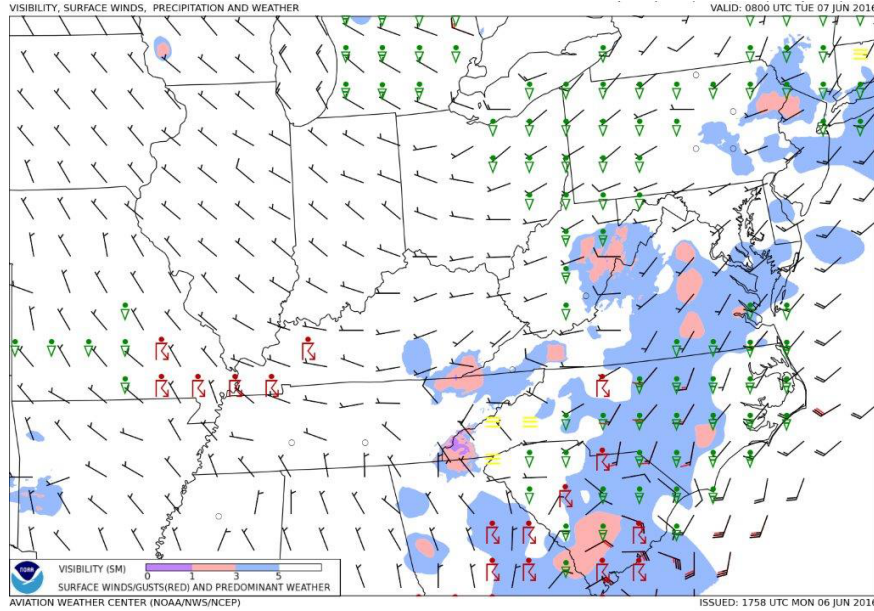 VISIBILITY, SURFACE WINDS, PRECIPITATION AND WEATHER
VALID: 0800 UTC TUE 07 JUN 2016
NOAA
VISIBILITY (SM)
0 1 3 5
SURFACE WINDS/GUSTS(RED) AND PREDOMINANT WEATHER
AVIATION WEATHER CENTER (NOAA/NWS/NCEP)
ISSUED: 1758 UTC MON 06 JUN 2016